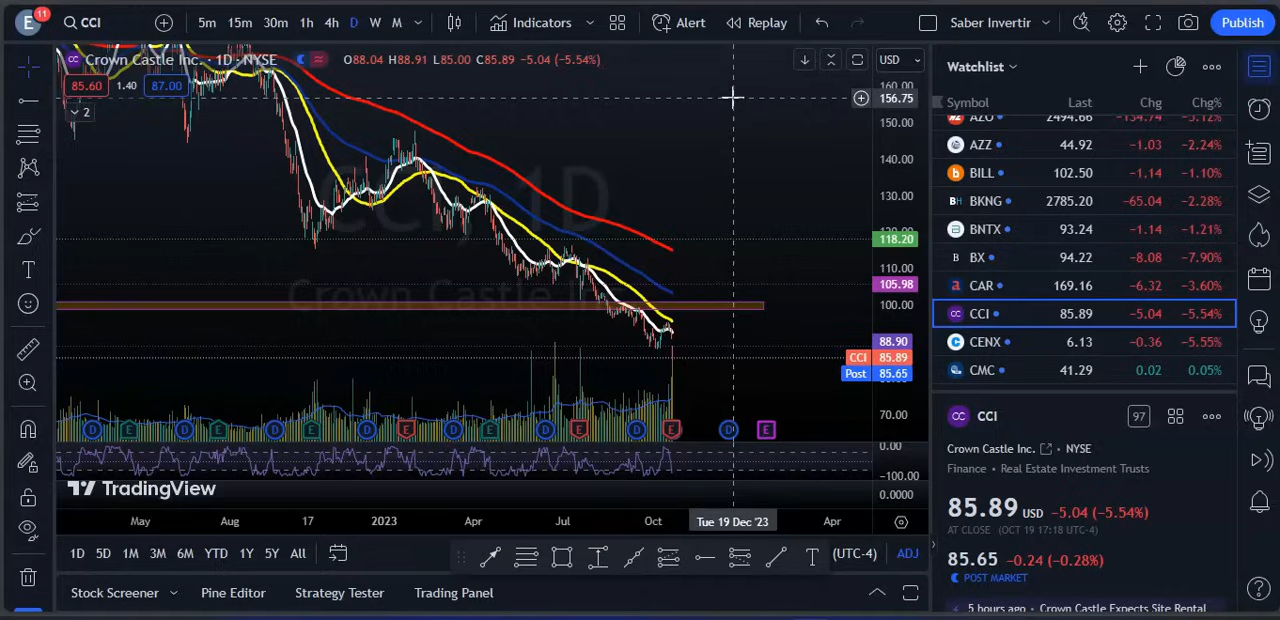 E 11 CCI 5m 15m 30m 1h 4h D W M Indicators Alert Replay Saber Invertir Publish
CC Crown Castle Inc. · 1D · NYSE O88.04 H88.91 L85.00 C85.89 -5.04 (-5.54%)
85.60 1.40 87.00
2
CCI, 1D
Crown Castle Inc
USD
160.00
156.75
150.00
140.00
130.00
118.20
110.00
105.98
100.00
88.90
CCI 85.89
Post 85.65
70.00
D E D E D E D E D E D E D E D E
0.00
-100.00
0.0000
TradingView
May Aug 17 2023 Apr Jul Oct Tue 19 Dec '23 Apr
1D 5D 1M 3M 6M YTD 1Y 5Y All T (UTC-4) ADJ
Stock Screener Pine Editor Strategy Tester Trading Panel
Watchlist
Symbol Last Chg Chg%
AZO 2494.66 -134.74 -5.12%
AZZ 44.92 -1.03 -2.24%
BILL 102.50 -1.14 -1.10%
BKNG 2785.20 -65.04 -2.28%
BNTX 93.24 -1.14 -1.21%
BX 94.22 -8.08 -7.90%
CAR 169.16 -6.32 -3.60%
CCI 85.89 -5.04 -5.54%
CENX 6.13 -0.36 -5.55%
CMC 41.29 0.02 0.05%
CC CCI 97
Crown Castle Inc. · NYSE
Finance · Real Estate Investment Trusts
85.89 USD -5.04 (-5.54%)
AT CLOSE (OCT 19 17:18 UTC-4)
85.65 -0.24 (-0.28%)
POST MARKET
5 hours ago · Crown Castle Expects Site Rental